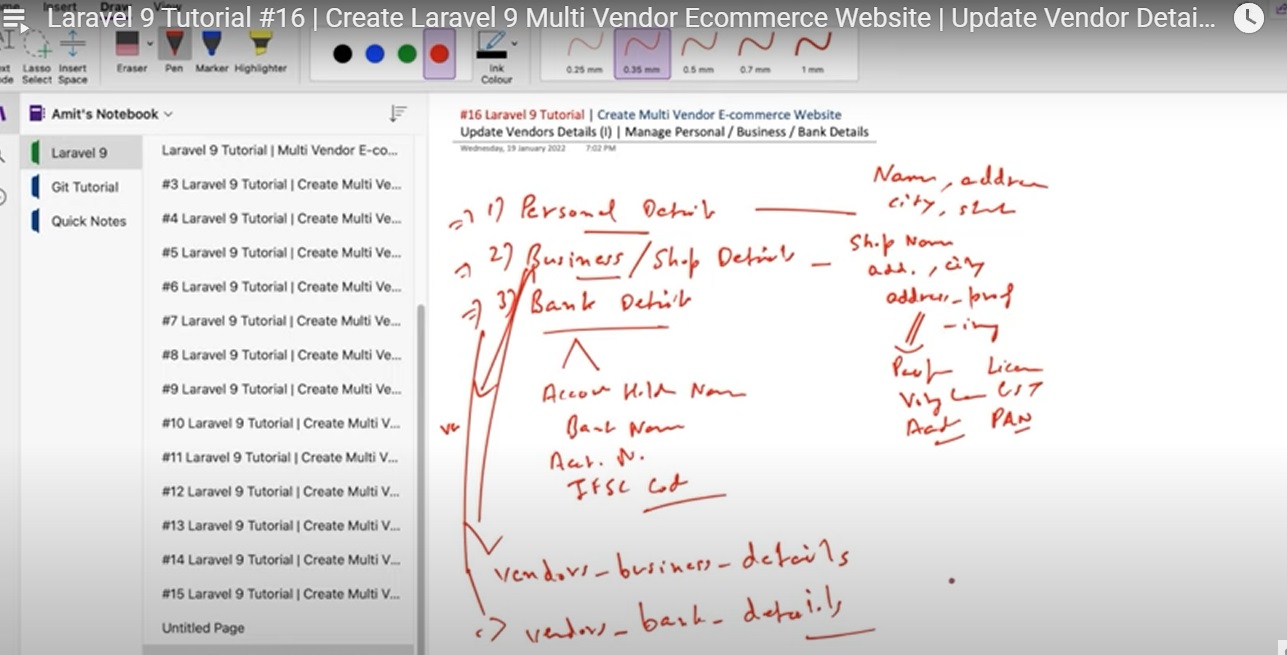 Insert Draw View
Laravel 9 Tutorial #16 | Create Laravel 9 Multi Vendor Ecommerce Website | Update Vendor Detai...
Lasso Select
Insert Space
Eraser
Pen
Marker
Highlighter
Ink Colour
0.25 mm
0.35 mm
0.5 mm
0.7 mm
1 mm
Amit's Notebook
Laravel 9
Git Tutorial
Quick Notes
Laravel 9 Tutorial | Multi Vendor E-co...
#3 Laravel 9 Tutorial | Create Multi Ve...
#4 Laravel 9 Tutorial | Create Multi Ve...
#5 Laravel 9 Tutorial | Create Multi Ve...
#6 Laravel 9 Tutorial | Create Multi Ve...
#7 Laravel 9 Tutorial | Create Multi Ve...
#8 Laravel 9 Tutorial | Create Multi Ve...
#9 Laravel 9 Tutorial | Create Multi Ve...
#10 Laravel 9 Tutorial | Create Multi V...
#11 Laravel 9 Tutorial | Create Multi V...
#12 Laravel 9 Tutorial | Create Multi V...
#13 Laravel 9 Tutorial | Create Multi V...
#14 Laravel 9 Tutorial | Create Multi V...
#15 Laravel 9 Tutorial | Create Multi V...
Untitled Page
#16 Laravel 9 Tutorial | Create Multi Vendor E-commerce Website
Update Vendors Details (I) | Manage Personal / Business / Bank Details
Wednesday, 19 January 2022 7:02 PM
1) Personal Details
Name, address
city, state
2) Business / Shop Details
Shop Name
add., city
address_proof
3) Bank Details
Account Holder Name
Bank Name
Acct. N.
IFSC Code
PAN
vendors_business_details
vendors_bank_details